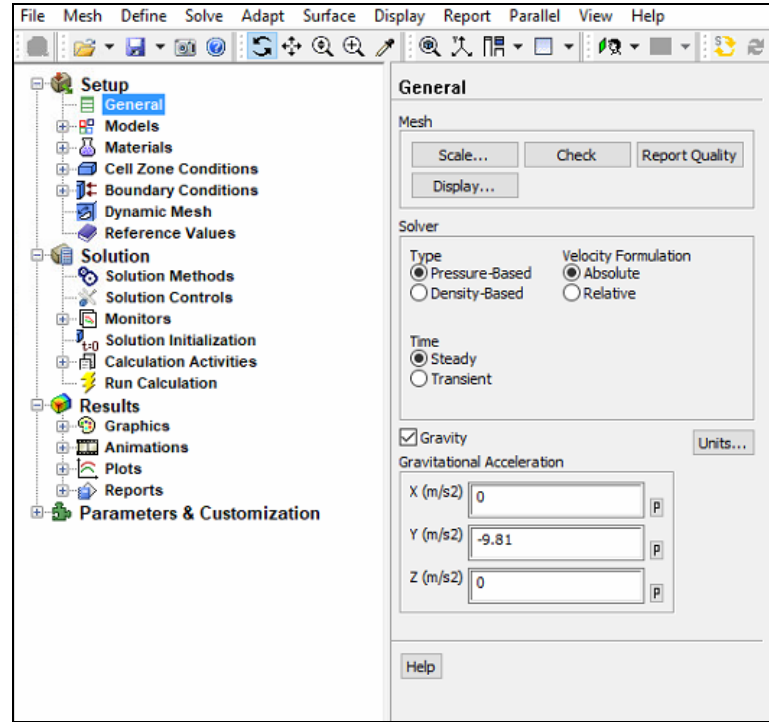 File Mesh Define Solve Adapt Surface Display Report Parallel View Help
Setup
General
Models
Materials
Cell Zone Conditions
Boundary Conditions
Dynamic Mesh
Reference Values
Solution
Solution Methods
Solution Controls
Monitors
t=0 Solution Initialization
Calculation Activities
Run Calculation
Results
Graphics
Animations
Plots
Reports
Parameters & Customization
General
Mesh
Scale... Check Report Quality
Display...
Solver
Type Velocity Formulation
Pressure-Based Absolute
Density-Based Relative
Time
Steady
Transient
Gravity Units...
Gravitational Acceleration
X (m/s2) 0 P
Y (m/s2) -9.81 P
Z (m/s2) 0 P
Help